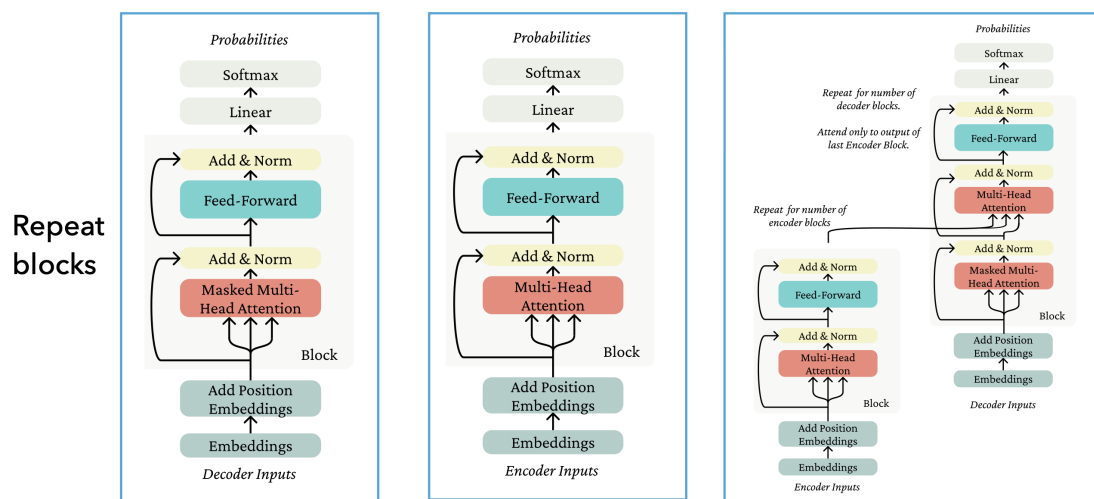 Repeat
blocks
Probabilities
Softmax
Linear
Add & Norm
Feed-Forward
Add & Norm
Masked Multi-
Head Attention
Block
Add Position
Embeddings
Embeddings
Decoder Inputs
Probabilities
Softmax
Linear
Add & Norm
Feed-Forward
Add & Norm
Multi-Head
Attention
Block
Add Position
Embeddings
Embeddings
Encoder Inputs
Repeat for number of
encoder blocks
Add & Norm
Feed-Forward
Add & Norm
Multi-Head
Attention
Block
Add Position
Embeddings
Embeddings
Encoder Inputs
Probabilities
Softmax
Linear
Repeat for number of
decoder blocks.
Attend only to output of
last Encoder Block.
Add & Norm
Feed-Forward
Add & Norm
Multi-Head
Attention
Add & Norm
Masked Multi-
Head Attention
Block
Add Position
Embeddings
Embeddings
Decoder Inputs